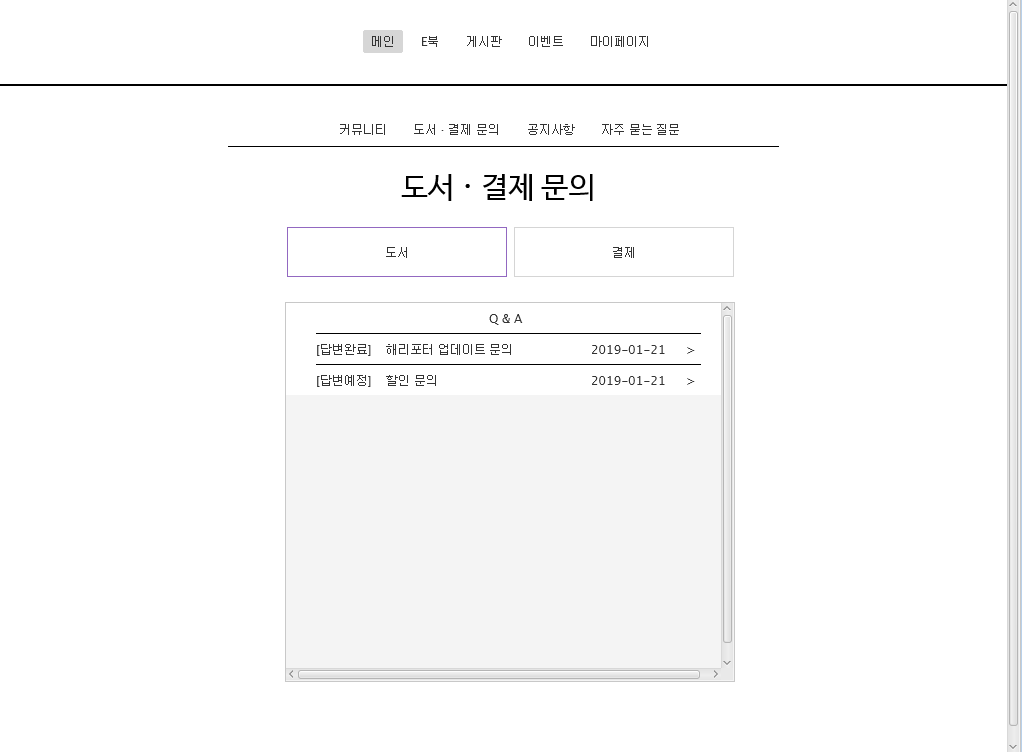 메인 E북 게시판 이벤트 마이페이지
커뮤니티 도서 · 결제 문의 공지사항 자주 묻는 질문
도서 · 결제 문의
도서 결제
Q & A
[답변완료] 해리포터 업데이트 문의 2019-01-21 >
[답변예정] 할인 문의 2019-01-21 >